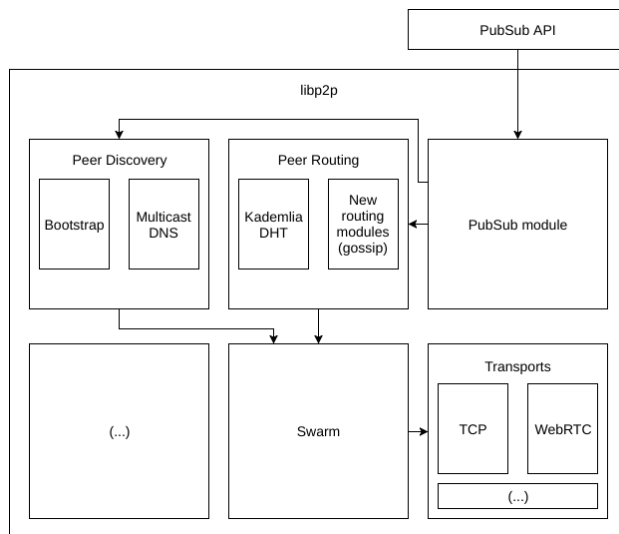 PubSub API
libp2p
Peer Discovery
Bootstrap
Multicast
DNS
Peer Routing
Kademlia
DHT
New
routing
modules
(gossip)
PubSub module
(...)
Swarm
Transports
TCP
WebRTC
(...)